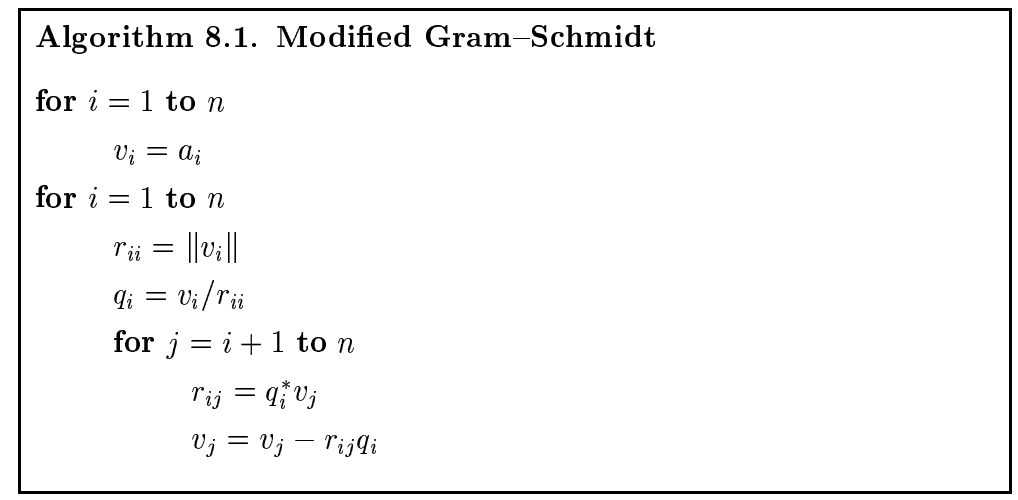 Algorithm 8.1. Modified Gram–Schmidt
for i = 1 to n
v_i = a_i
for i = 1 to n
r_{ii} = ‖v_i‖
q_i = v_i/r_{ii}
for j = i + 1 to n
r_{ij} = q_i^* v_j
v_j = v_j − r_{ij}q_i